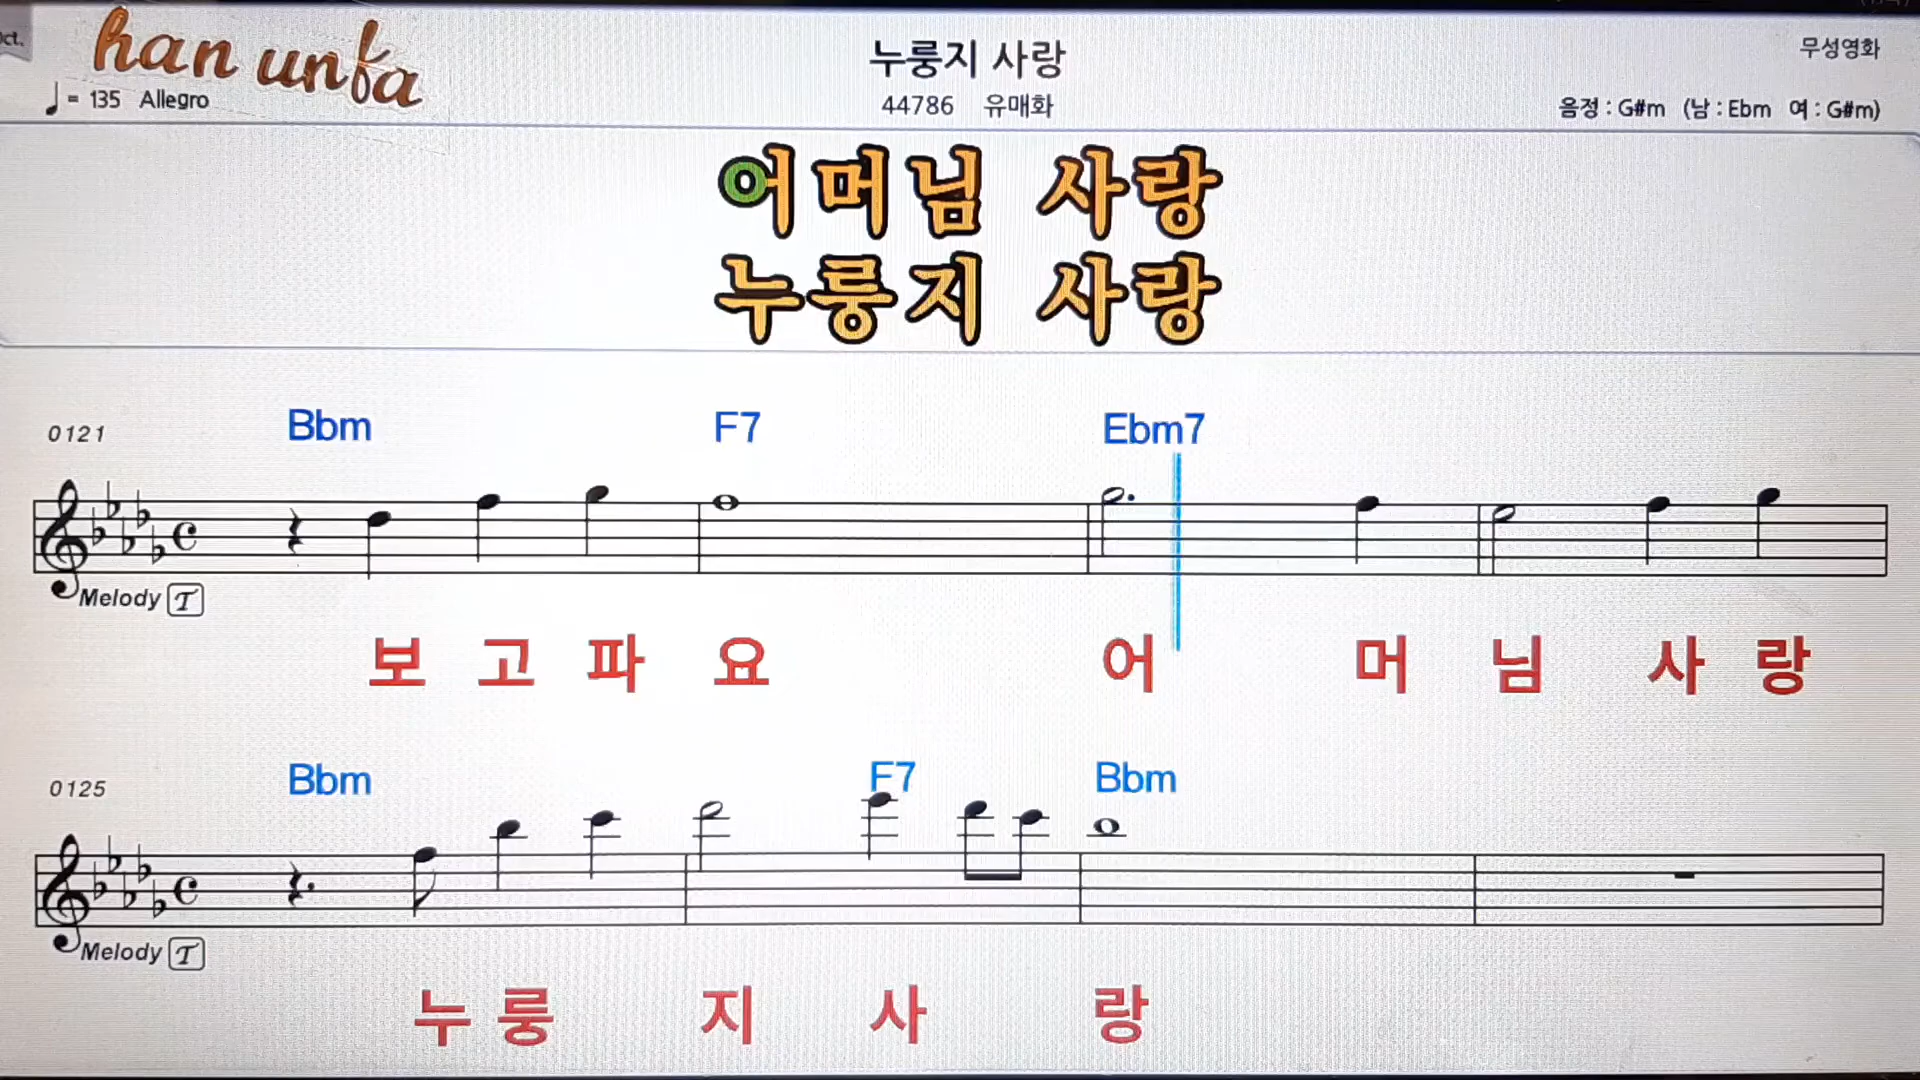 han unfa
누룽지 사랑
무성영화
♩= 135 Allegro
44786 유매화
음정 : G#m (남 : Ebm 여 : G#m)
어머님 사랑
누룽지 사랑
Bbm F7 Ebm7
0121
Melody T
보 고 파 요 어 머 님 사 랑
Bbm F7 Bbm
0125
Melody T
누 룽 지 사 랑